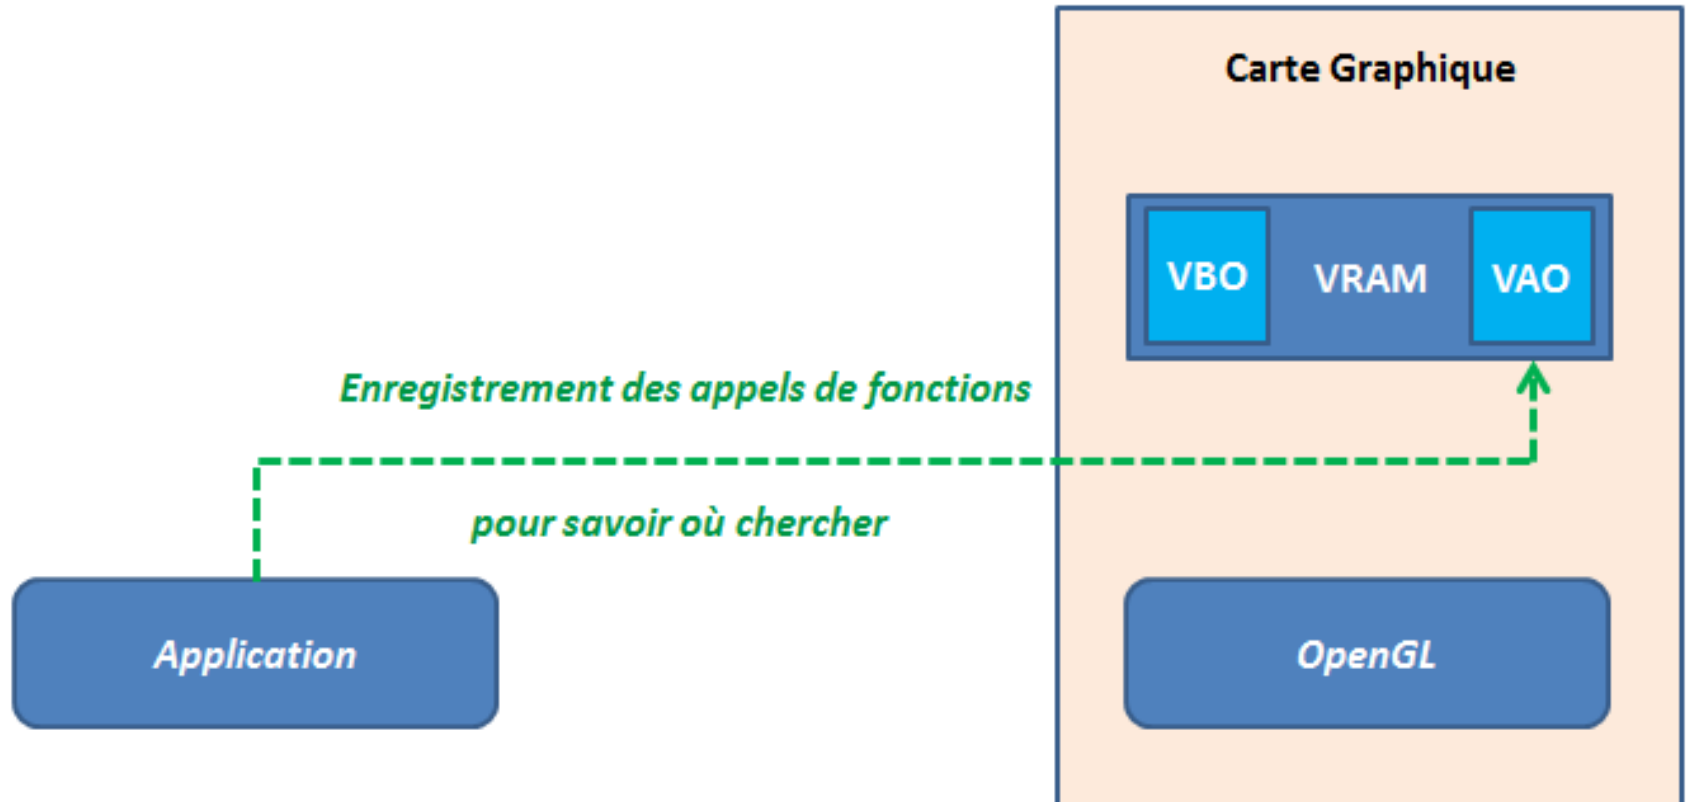 Carte Graphique
VBO VRAM VAO
Enregistrement des appels de fonctions
pour savoir où chercher
Application
OpenGL